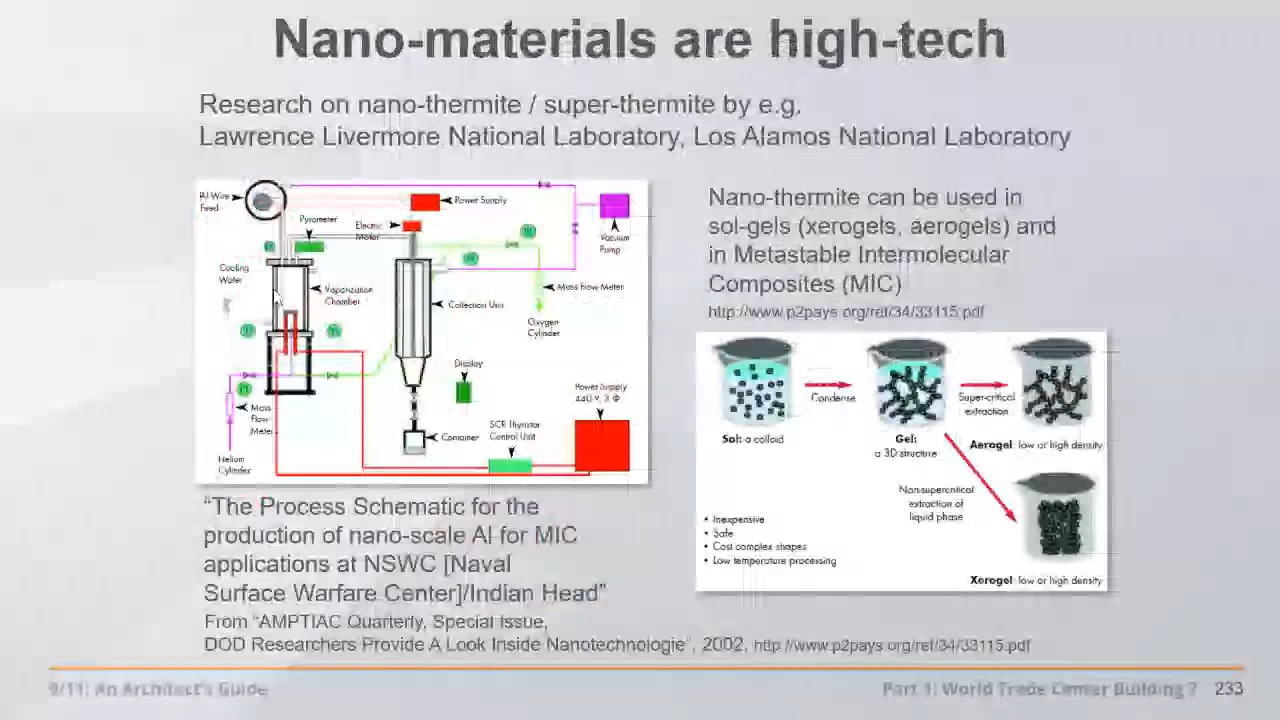 Nano-materials are high-tech
Research on nano-thermite / super-thermite by e.g.
Lawrence Livermore National Laboratory, Los Alamos National Laboratory
Al Wire
Feed
Power Supply
Pyrometer
Electric
Motor
Vacuum
Pump
Cooling
Water
Vaporization
Chamber
Mass Flow Meter
Collection Unit
Oxygen
Cylinder
Display
Power Supply
440 V, 3 Φ
Mass
Flow
Meter
SCR Thyristor
Control Unit
Container
Helium
Cylinder
Nano-thermite can be used in
sol-gels (xerogels, aerogels) and
in Metastable Intermolecular
Composites (MIC)
http://www.p2pays.org/ref/34/33115.pdf
Condense
Super-critical
extraction
Sol: a colloid
Gel:
a 3D structure
Aerogel: low or high density
Non-supercritical
extraction of
liquid phase
• Inexpensive
• Safe
• Cast complex shapes
• Low temperature processing
Xerogel: low or high density
“The Process Schematic for the
production of nano-scale Al for MIC
applications at NSWC [Naval
Surface Warfare Center]/Indian Head”
From “AMPTIAC Quarterly, Special Issue,
DOD Researchers Provide A Look Inside Nanotechnologie”, 2002, http://www.p2pays.org/ref/34/33115.pdf
9/11: An Architect's Guide
Part 1: World Trade Center Building 7 233